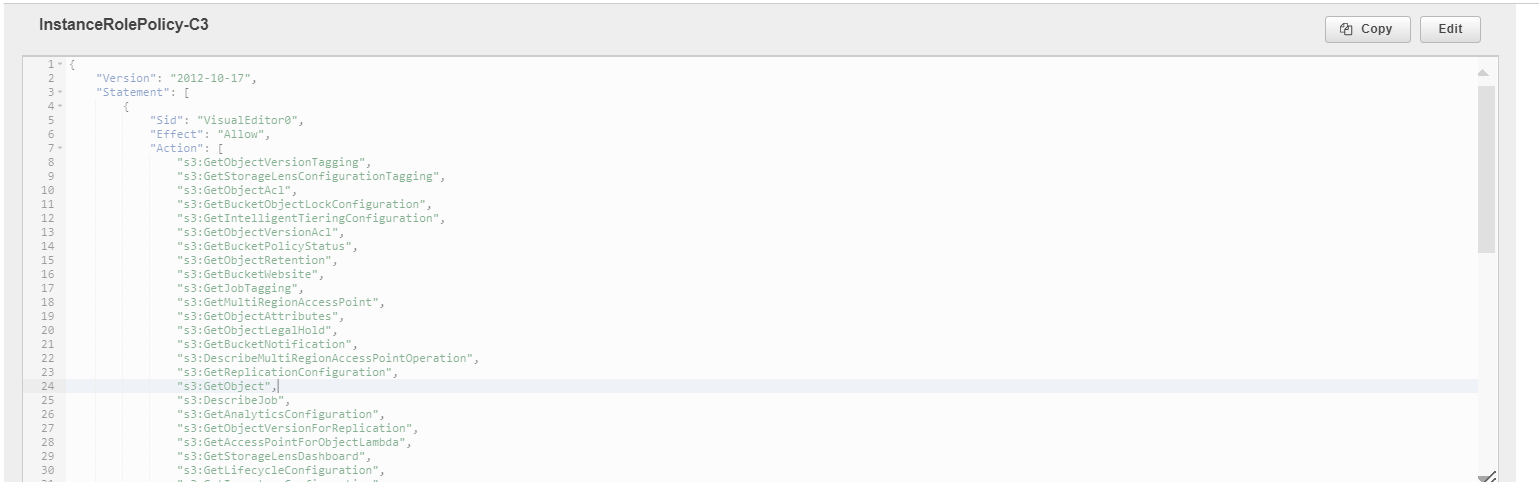 InstanceRolePolicy-C3
Copy
Edit
1 {
2 "Version": "2012-10-17",
3 "Statement": [
4 {
5 "Sid": "VisualEditor0",
6 "Effect": "Allow",
7 "Action": [
8 "s3:GetObjectVersionTagging",
9 "s3:GetStorageLensConfigurationTagging",
10 "s3:GetObjectAcl",
11 "s3:GetBucketObjectLockConfiguration",
12 "s3:GetIntelligentTieringConfiguration",
13 "s3:GetObjectVersionAcl",
14 "s3:GetBucketPolicyStatus",
15 "s3:GetObjectRetention",
16 "s3:GetBucketWebsite",
17 "s3:GetJobTagging",
18 "s3:GetMultiRegionAccessPoint",
19 "s3:GetObjectAttributes",
20 "s3:GetObjectLegalHold",
21 "s3:GetBucketNotification",
22 "s3:DescribeMultiRegionAccessPointOperation",
23 "s3:GetReplicationConfiguration",
24 "s3:GetObject",
25 "s3:DescribeJob",
26 "s3:GetAnalyticsConfiguration",
27 "s3:GetObjectVersionForReplication",
28 "s3:GetAccessPointForObjectLambda",
29 "s3:GetStorageLensDashboard",
30 "s3:GetLifecycleConfiguration",